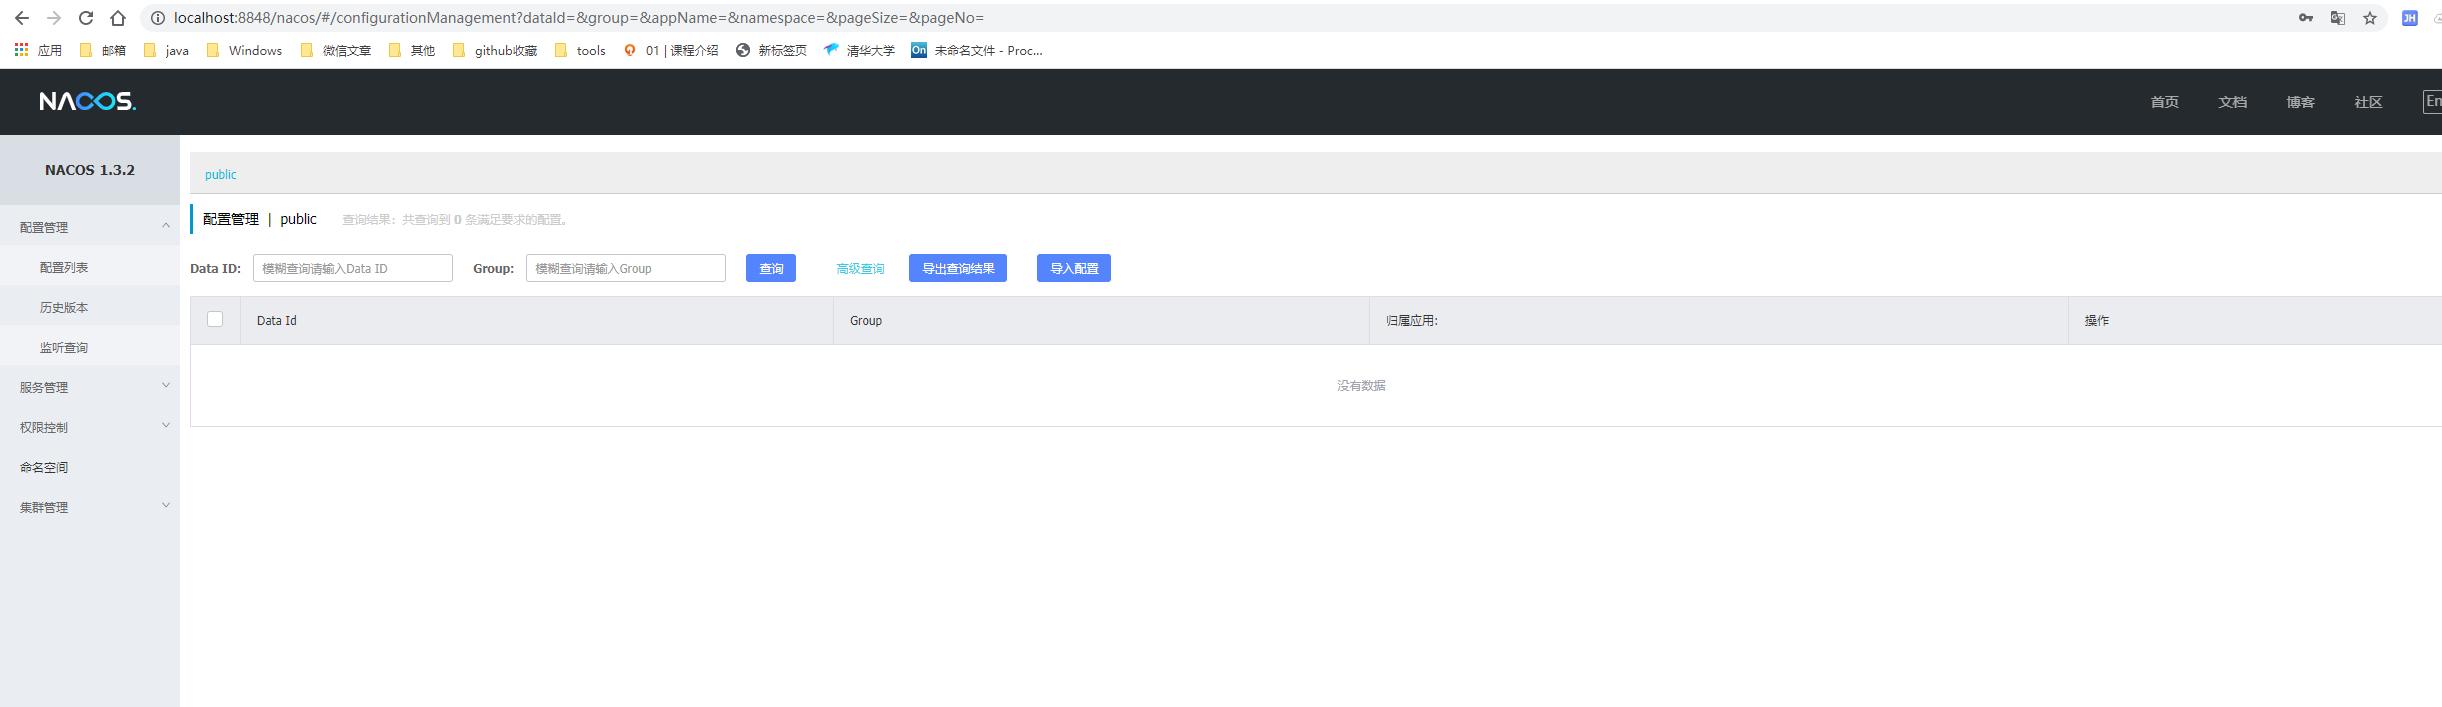 localhost:8848/nacos/#/configurationManagement?dataId=&group=&appName=&namespace=&pageSize=&pageNo=
JH
应用 邮箱 java Windows 微信文章 其他 github收藏 tools 01 | 课程介绍 新标签页 清华大学 On 未命名文件 - Proc...
NACOS. 首页 文档 博客 社区 En
NACOS 1.3.2
public
配置管理
配置管理 | public 查询结果：共查询到 0 条满足要求的配置。
配置列表
Data ID: 模糊查询请输入Data ID Group: 模糊查询请输入Group 查询 高级查询 导出查询结果 导入配置
历史版本
Data Id Group 归属应用: 操作
监听查询
服务管理
没有数据
权限控制
命名空间
集群管理